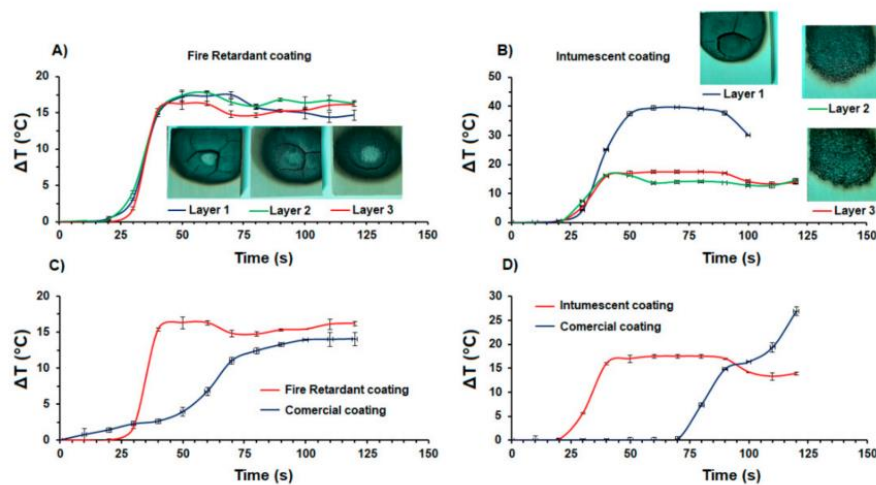 A)
Fire Retardant coating
20
15
10
5
0
ΔT (°C)
0 25 50 75 100 125 150
Time (s)
Layer 1 Layer 2 Layer 3
B)
Intumescent coating
50
40
30
20
10
0
ΔT (°C)
0 25 50 75 100 125 150
Time (s)
Layer 1
Layer 2
Layer 3
C)
20
15
10
5
0
ΔT (°C)
0 25 50 75 100 125 150
Time (s)
Fire Retardant coating
Comercial coating
D)
30
25
20
15
10
5
0
ΔT (°C)
0 25 50 75 100 125 150
Time (s)
Intumescent coating
Comercial coating